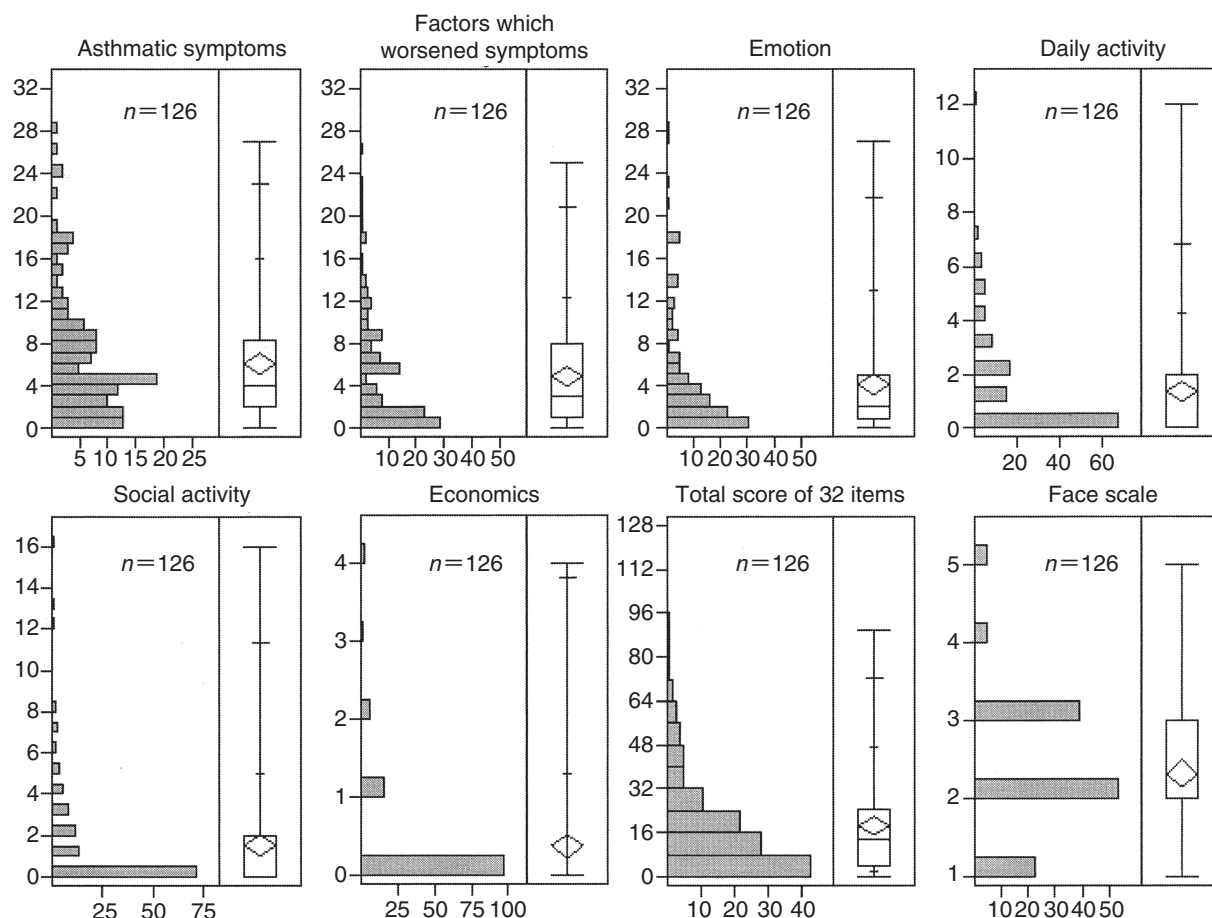 Asthmatic symptoms
32
28
24
20
16
12
8
4
0
n=126
5 10 15 20 25
Factors which
worsened symptoms
32
28
24
20
16
12
8
4
0
n=126
10 20 30 40 50
Emotion
32
28
24
20
16
12
8
4
0
n=126
10 20 30 40 50
Daily activity
12
10
8
6
4
2
0
n=126
20 40 60
Social activity
16
14
12
10
8
6
4
2
0
n=126
25 50 75
Economics
4
3
2
1
0
n=126
25 50 75 100
Total score of 32 items
128
112
96
80
64
48
32
16
0
n=126
10 20 30 40
Face scale
5
4
3
2
1
n=126
10 20 30 40 50